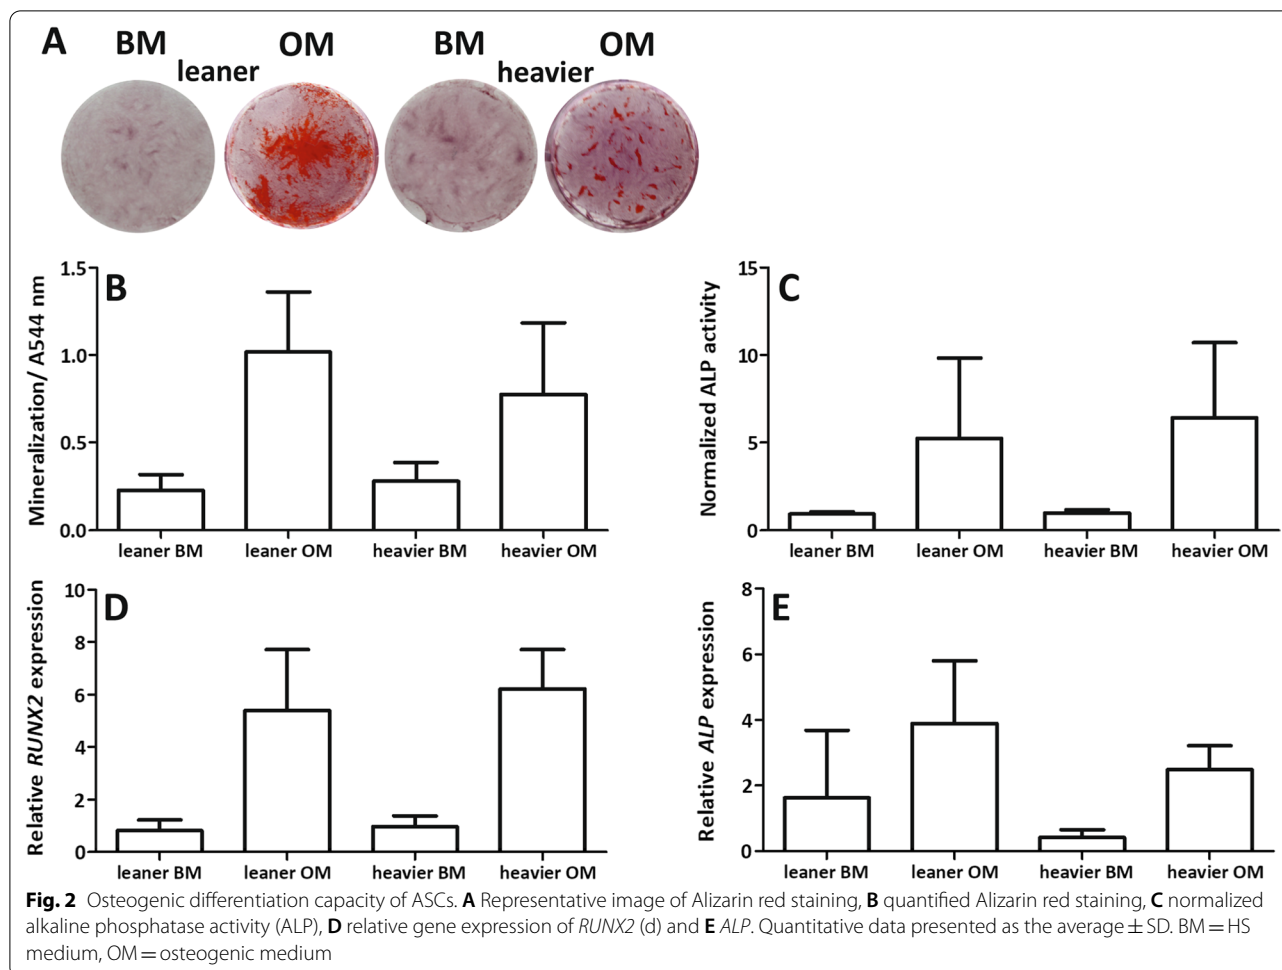 A BM OM BM OM
leaner heavier
B
Mineralization/ A544 nm
1.5
1.0
0.5
0.0
leaner BM leaner OM heavier BM heavier OM
C
Normalized ALP activity
15
10
5
0
leaner BM leaner OM heavier BM heavier OM
D
Relative RUNX2 expression
10
8
6
4
2
0
leaner BM leaner OM heavier BM heavier OM
E
Relative ALP expression
8
6
4
2
0
leaner BM leaner OM heavier BM heavier OM
Fig. 2 Osteogenic differentiation capacity of ASCs. A Representative image of Alizarin red staining, B quantified Alizarin red staining, C normalized
alkaline phosphatase activity (ALP), D relative gene expression of RUNX2 (d) and E ALP. Quantitative data presented as the average ± SD. BM = HS
medium, OM = osteogenic medium